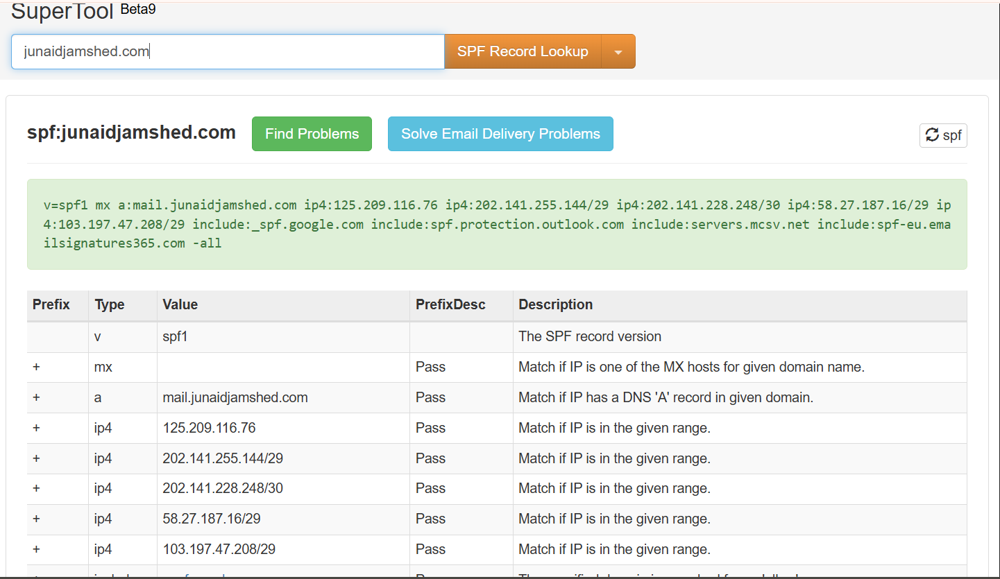 SuperTool Beta9
junaidjamshed.com SPF Record Lookup
spf:junaidjamshed.com Find Problems Solve Email Delivery Problems spf
v=spf1 mx a:mail.junaidjamshed.com ip4:125.209.116.76 ip4:202.141.255.144/29 ip4:202.141.228.248/30 ip4:58.27.187.16/29 ip
4:103.197.47.208/29 include:_spf.google.com include:spf.protection.outlook.com include:servers.mcsv.net include:spf-eu.ema
ilsignatures365.com -all
Prefix Type Value PrefixDesc Description
v spf1 The SPF record version
+ mx Pass Match if IP is one of the MX hosts for given domain name.
+ a mail.junaidjamshed.com Pass Match if IP has a DNS 'A' record in given domain.
+ ip4 125.209.116.76 Pass Match if IP is in the given range.
+ ip4 202.141.255.144/29 Pass Match if IP is in the given range.
+ ip4 202.141.228.248/30 Pass Match if IP is in the given range.
+ ip4 58.27.187.16/29 Pass Match if IP is in the given range.
+ ip4 103.197.47.208/29 Pass Match if IP is in the given range.